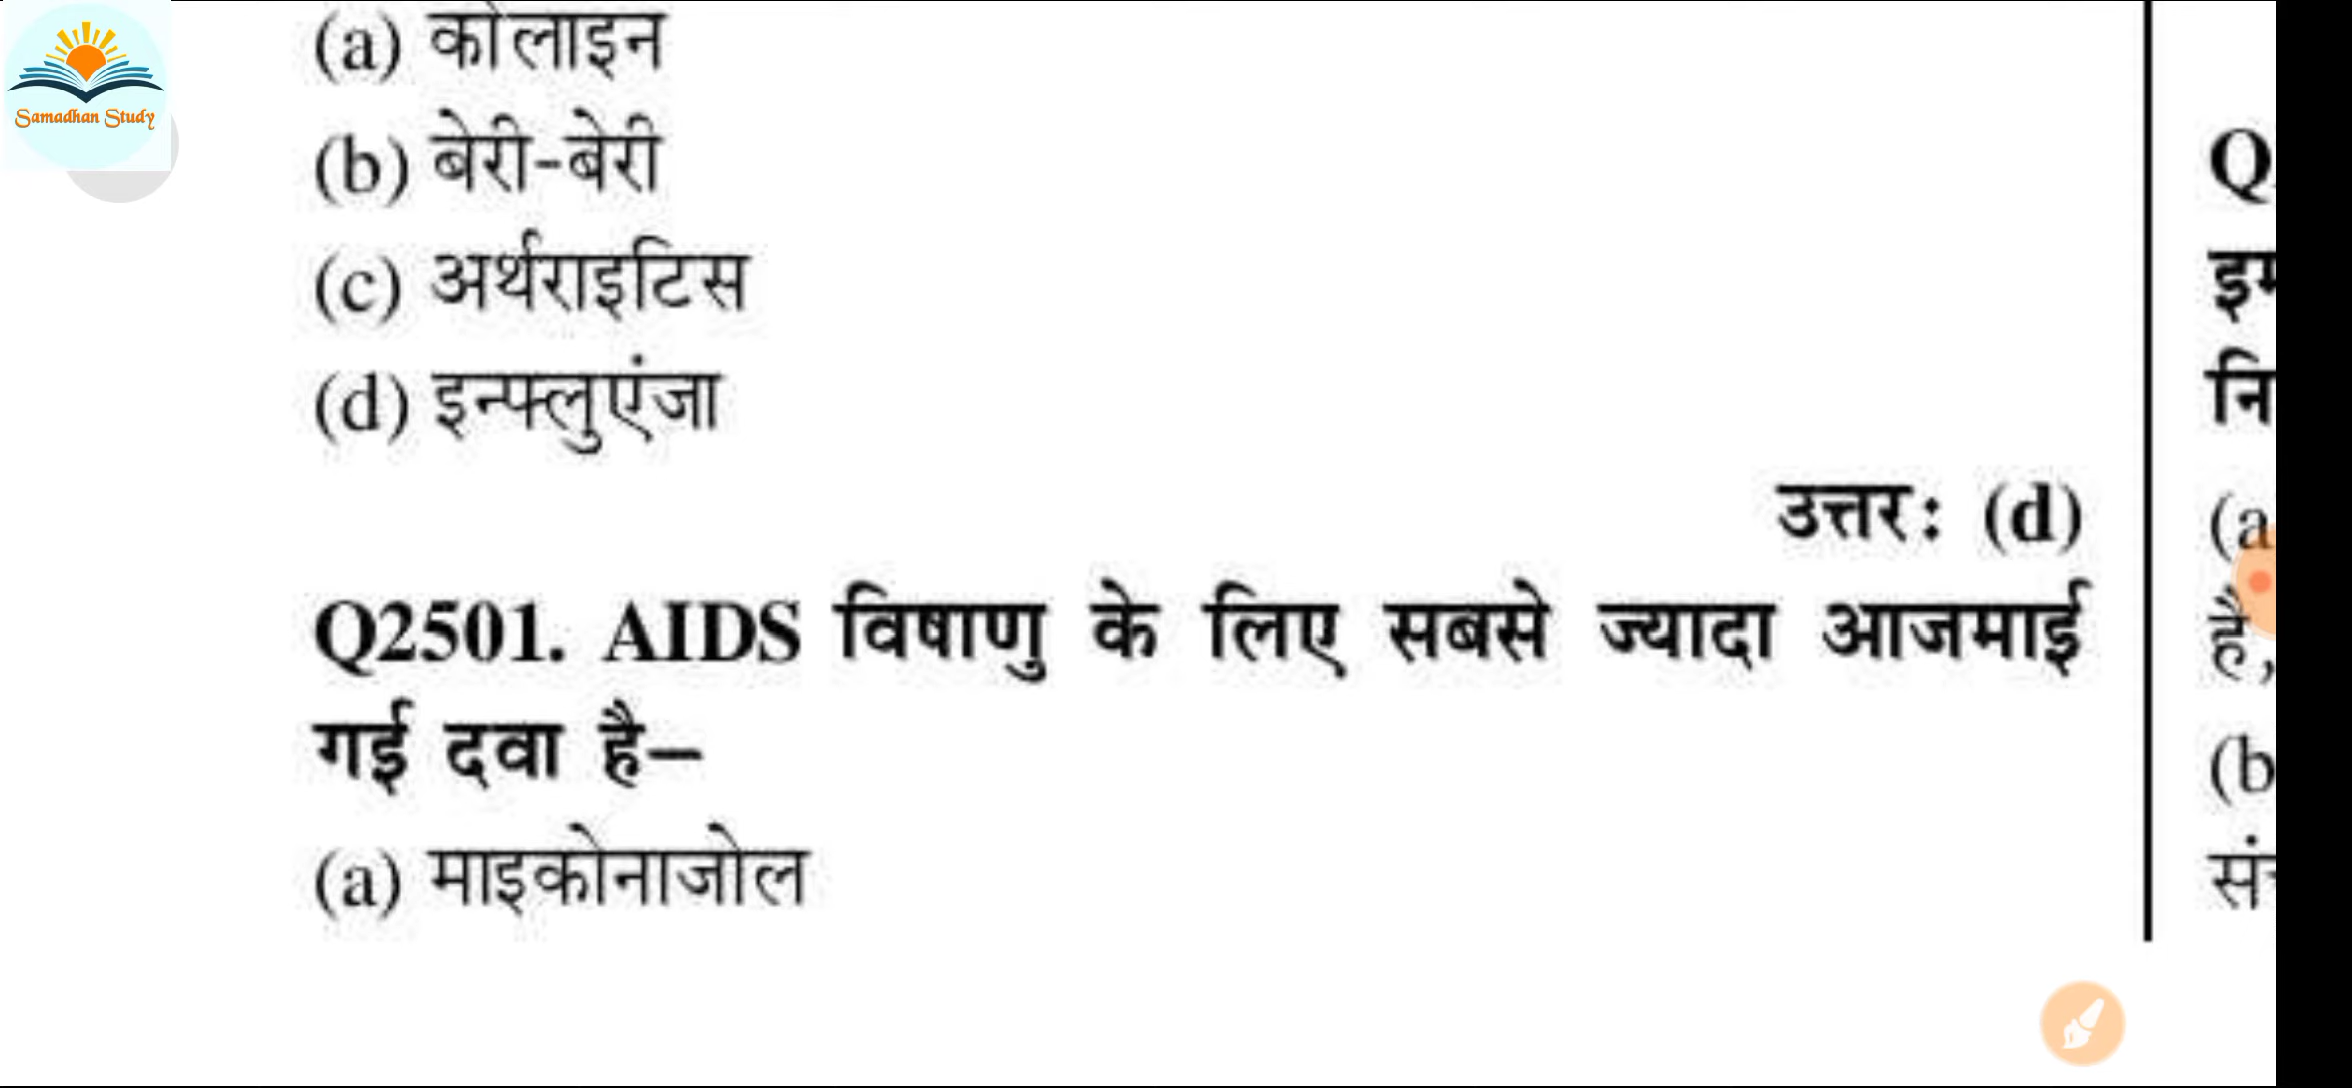 Samadhan Study
(a) कोलाइन
(b) बेरी-बेरी
(c) अर्थराइटिस
(d) इन्फ्लुएंजा
उत्तरः (d)
Q2501. AIDS विषाणु के लिए सबसे ज्यादा आजमाई
गई दवा है–
(a) माइकोनाजोल
Q
नि
(a
है,
(b